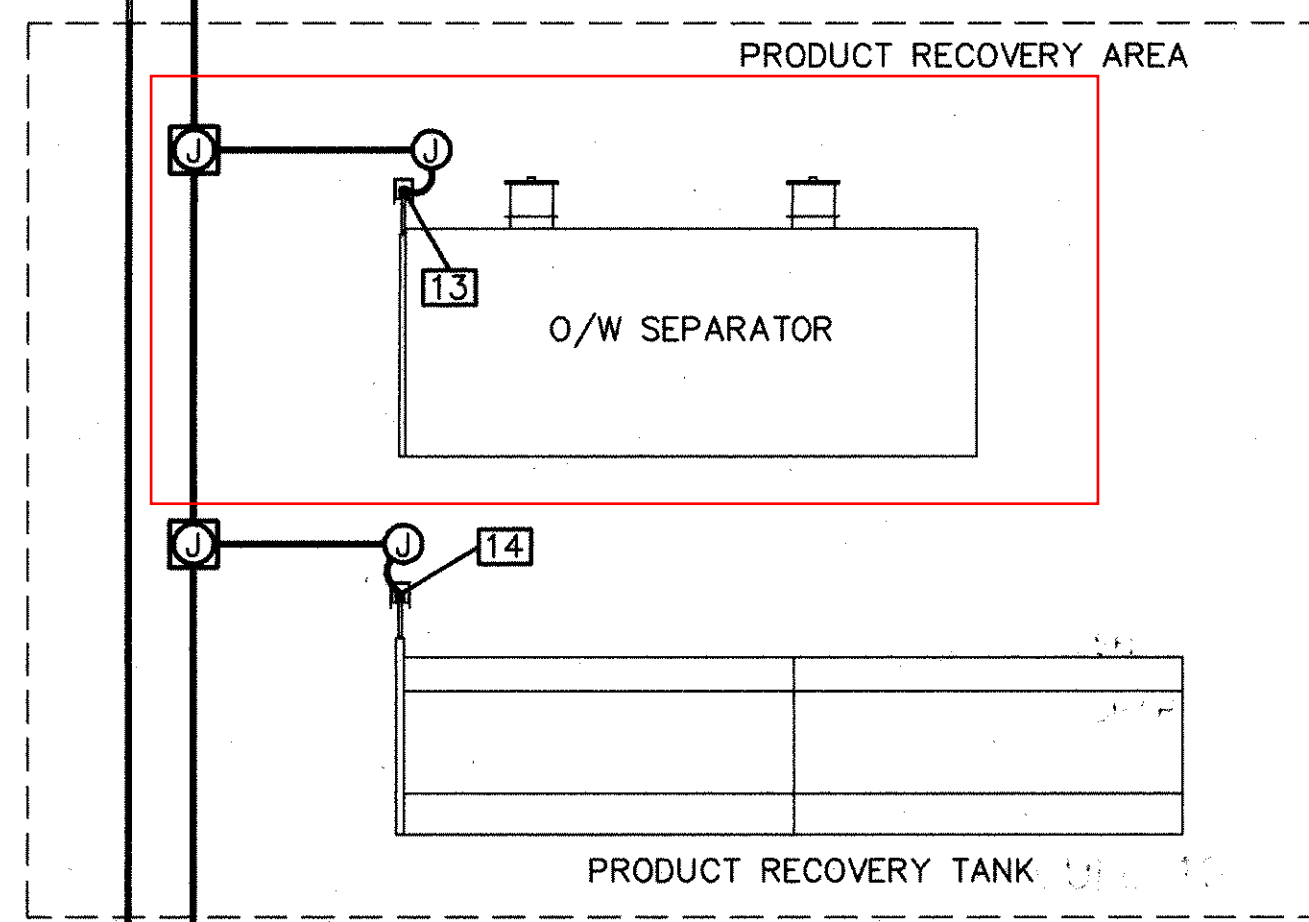 PRODUCT RECOVERY AREA
J
J
13
O/W SEPARATOR
J
J
14
PRODUCT RECOVERY TANK